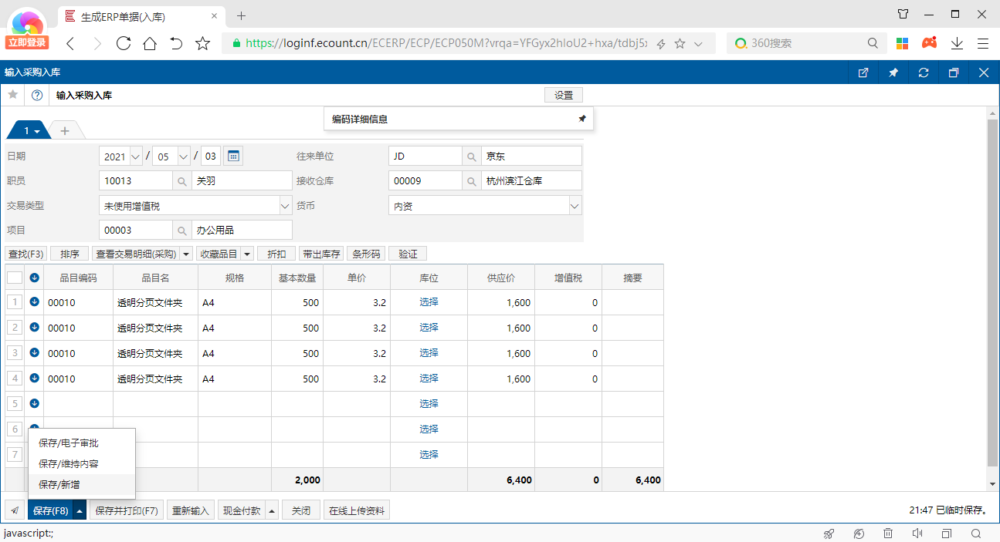 生成ERP单据(入库)
立即登录
https://loginf.ecount.cn/ECERP/ECP/ECP050M?vrqa=YFGyx2hIoU2+hxa/tdbj5x
360搜索
输入采购入库
输入采购入库
设置
编码详细信息
1
日期 2021 / 05 / 03 往来单位 JD 京东
职员 10013 关羽 接收仓库 00009 杭州滨江仓库
交易类型 未使用增值税 货币 内资
项目 00003 办公用品
查找(F3) 排序 查看交易明细(采购) 收藏品目 折扣 带出库存 条形码 验证
品目编码 品目名 规格 基本数量 单价 库位 供应价 增值税 摘要
1 00010 透明分页文件夹 A4 500 3.2 选择 1,600 0
2 00010 透明分页文件夹 A4 500 3.2 选择 1,600 0
3 00010 透明分页文件夹 A4 500 3.2 选择 1,600 0
4 00010 透明分页文件夹 A4 500 3.2 选择 1,600 0
5 选择
6 选择
7 选择
2,000 6,400 0 6,400
保存/电子审批
保存/维持内容
保存/新增
保存(F8) 保存并打印(F7) 重新输入 现金付款 关闭 在线上传资料 21:47 已临时保存。
javascript:;